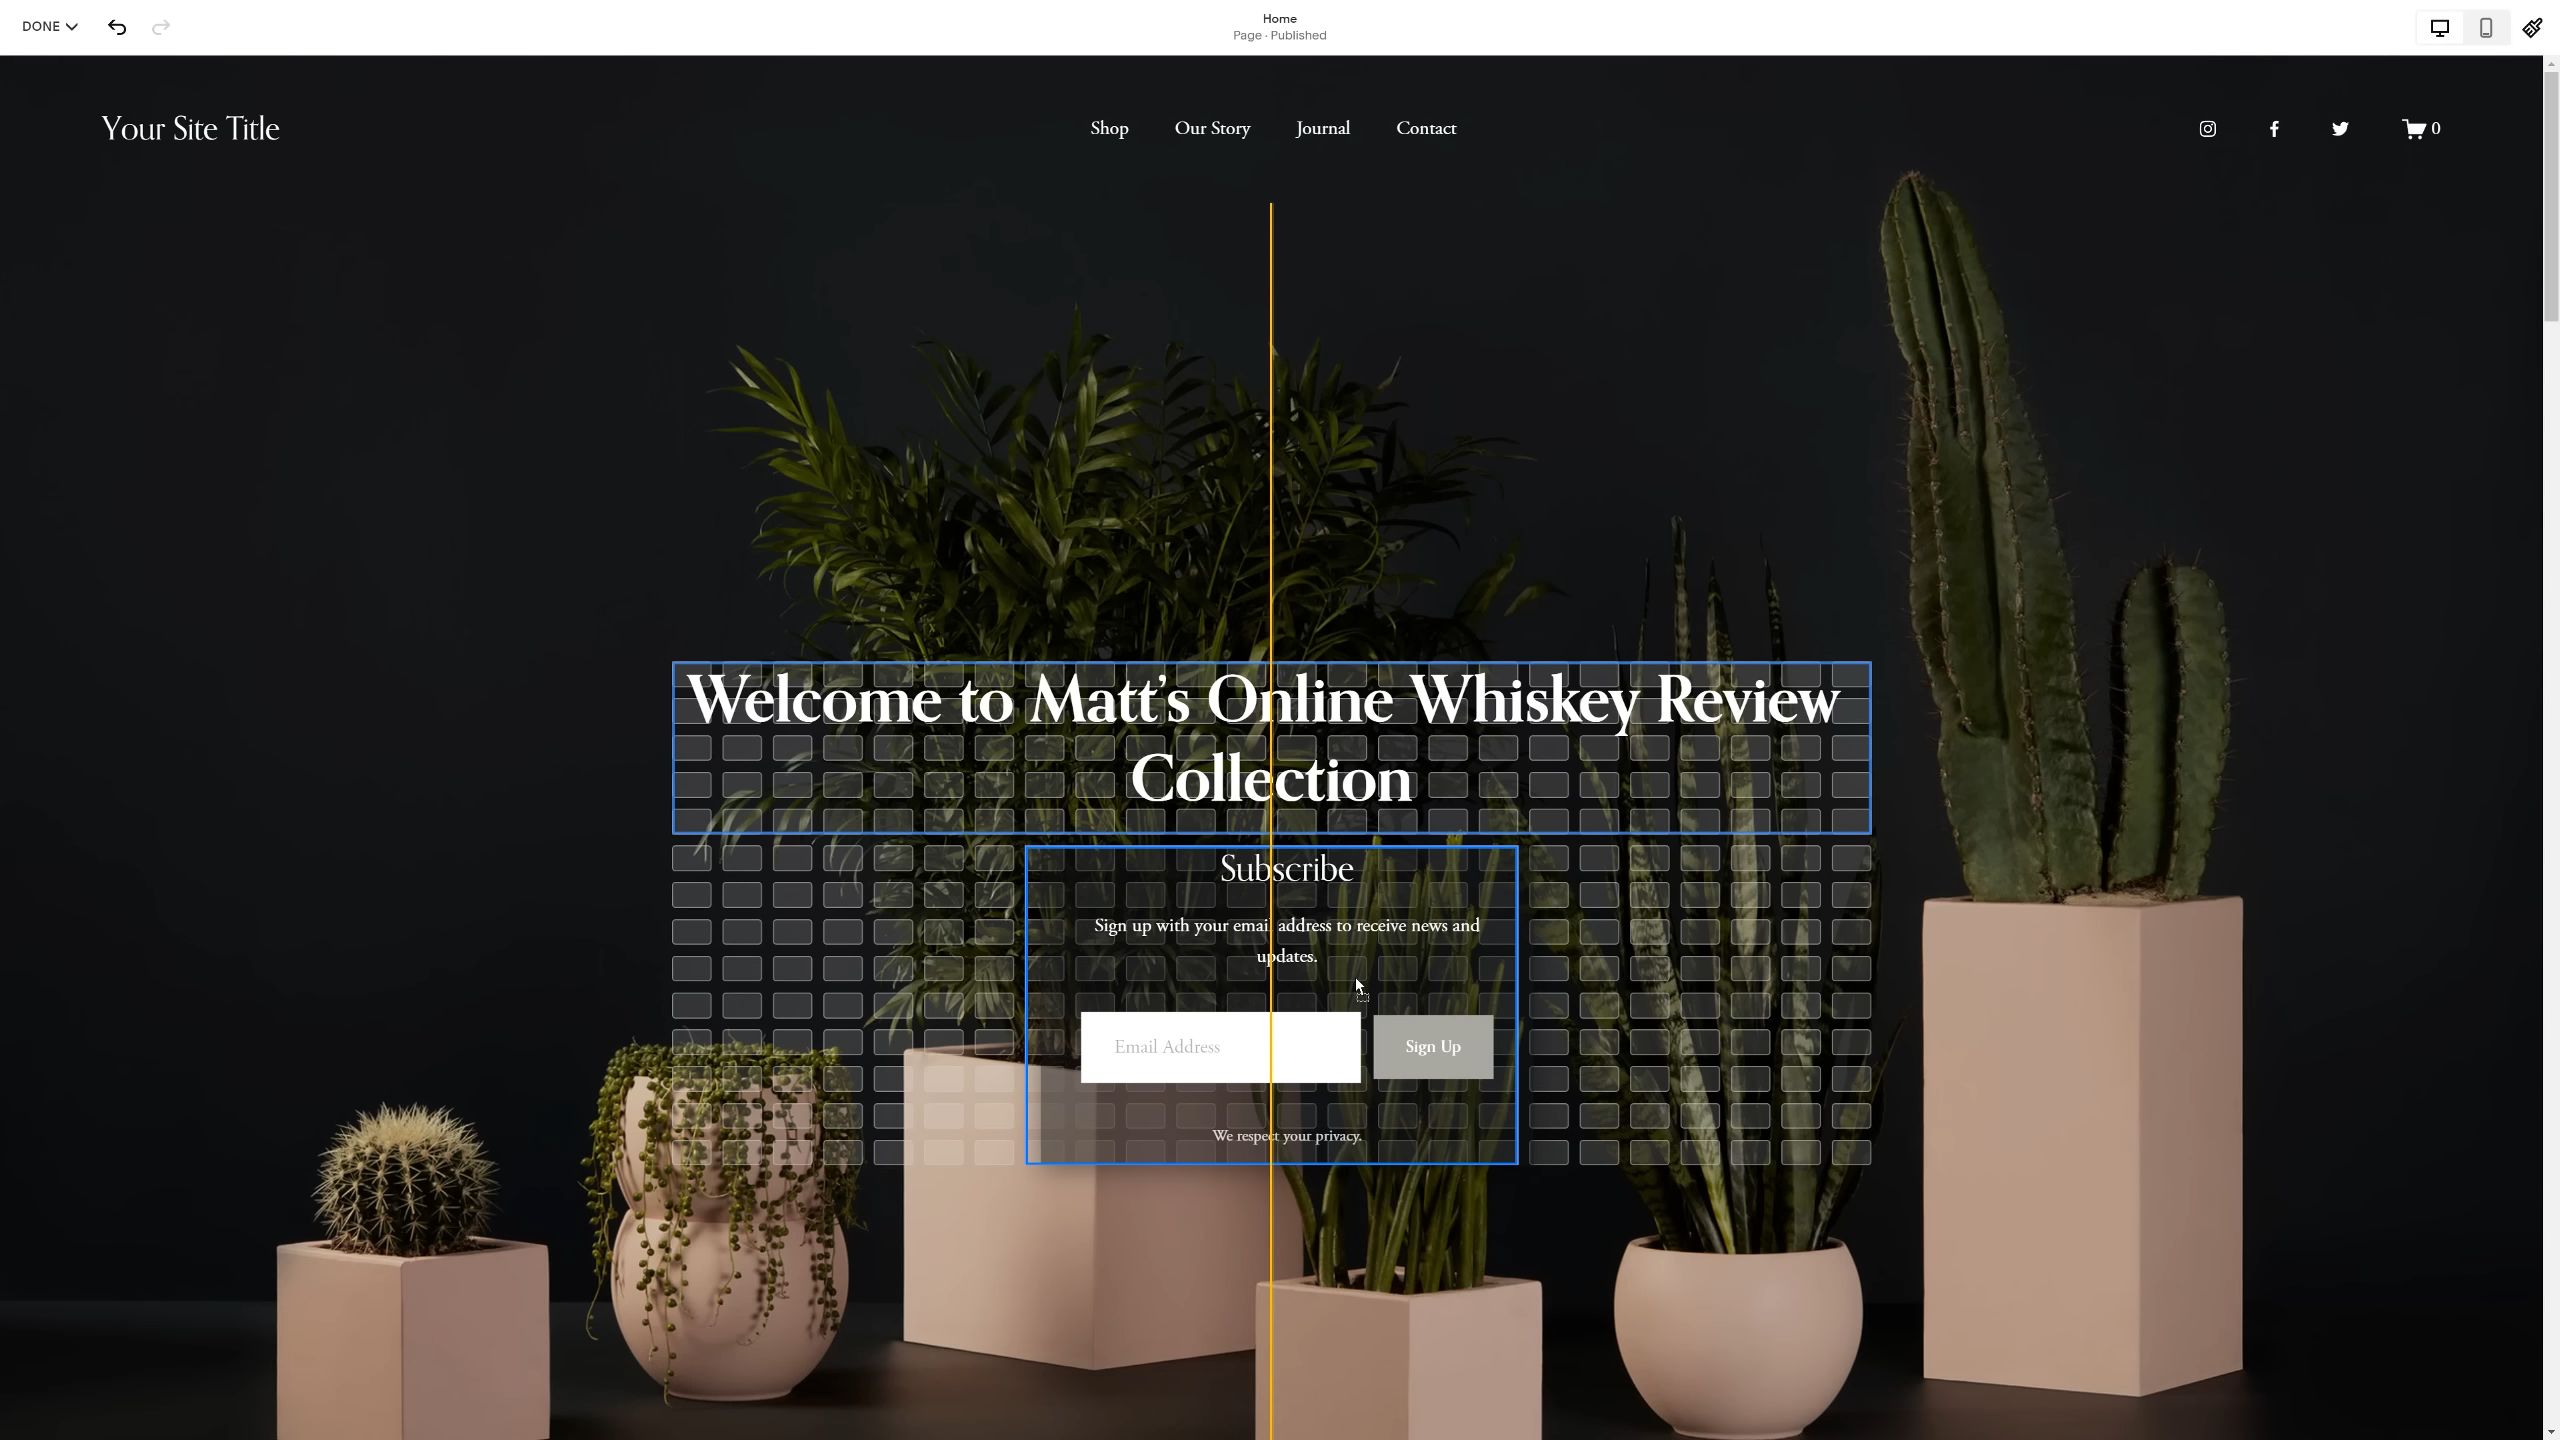 DONE
Home
Page · Published
Your Site Title
Shop
Our Story
Journal
Contact
0
Welcome to Matt’s Online Whiskey Review
Collection
Subscribe
Sign up with your email address to receive news and
updates.
Email Address
Sign Up
We respect your privacy.